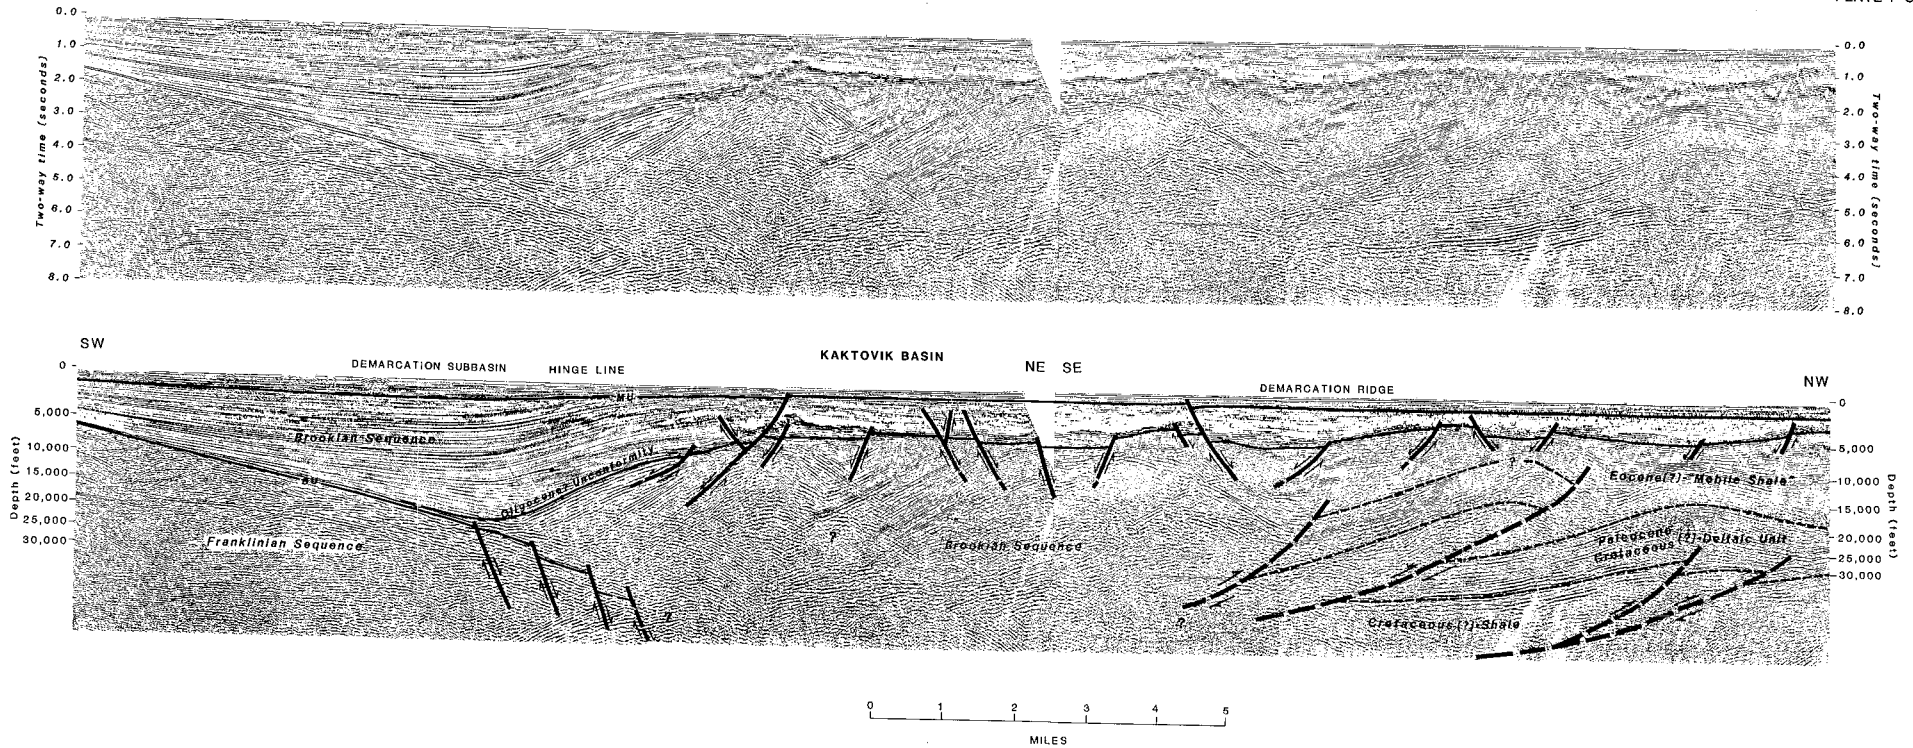 0.0
1.0
2.0
3.0
4.0
5.0
6.0
7.0
8.0
Two-way time (seconds)
0.0
1.0
2.0
3.0
4.0
5.0
6.0
7.0
8.0
Two-way time (seconds)
SW
DEMARCATION SUBBASIN
HINGE LINE
KAKTOVIK BASIN
NE SE
DEMARCATION RIDGE
NW
0
5,000
10,000
15,000
20,000
25,000
30,000
Depth (feet)
MU
Brookian Sequence
BU
Oligocene? Unconformity
Franklinian Sequence
?
?
Brookian Sequence
?
?
Eocene(?)-"Mobile Shale"
Paleocene
Cretaceous (?)-Deltaic Unit
Cretaceous(?)-Shale
0
5,000
10,000
15,000
20,000
25,000
30,000
Depth (feet)
0 1 2 3 4 5
MILES